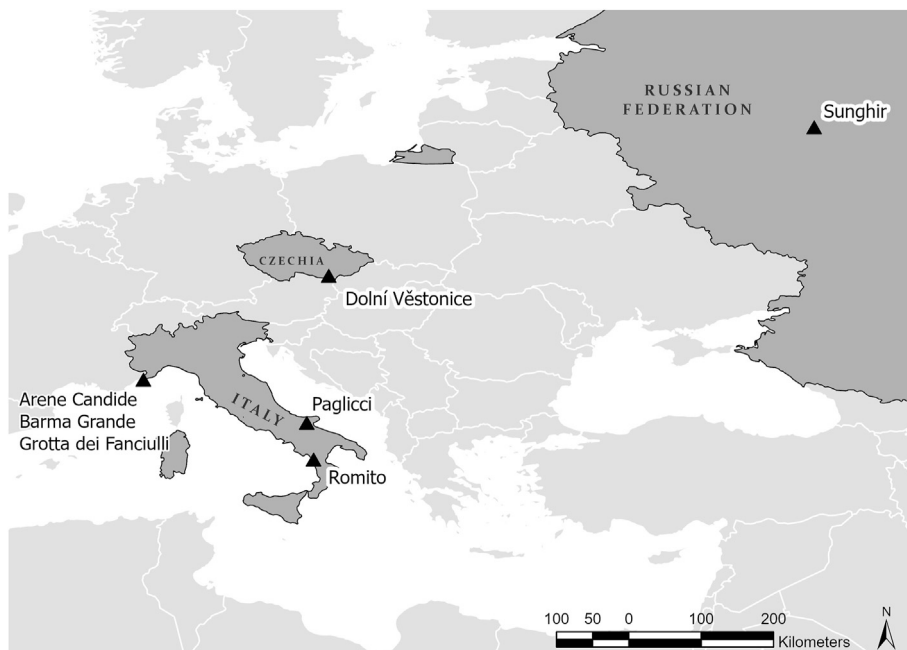 RUSSIAN
FEDERATION
Sunghir
CZECHIA
Dolní Věstonice
Arene Candide
Barma Grande
Grotta dei Fanciulli
ITALY
Paglicci
Romito
100 50 0 100 200
Kilometers
N